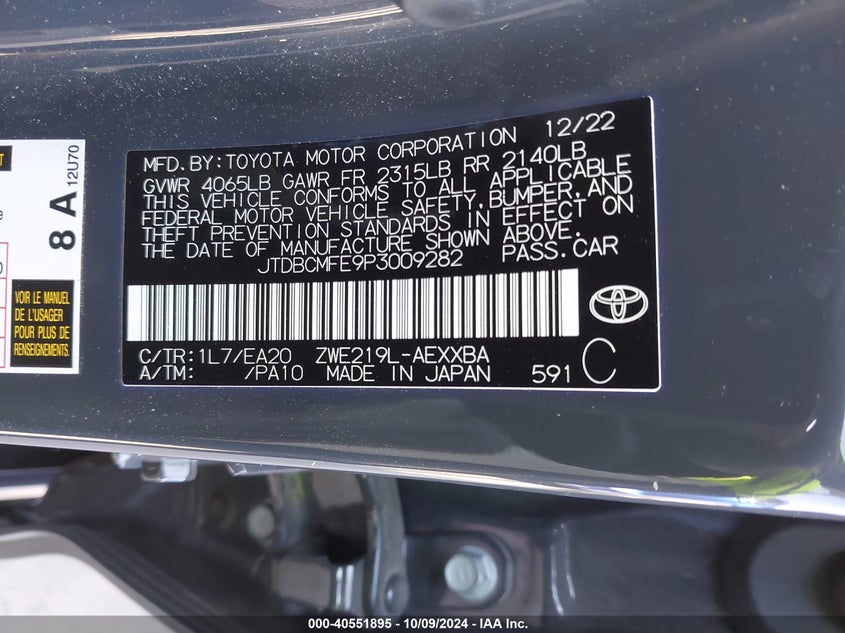 MFD.BY:TOYOTA MOTOR CORPORATION 12/22
GVWR 4065LB GAWR FR 2315LB RR 2140LB
THIS VEHICLE CONFORMS TO ALL APPLICABLE
FEDERAL MOTOR VEHICLE SAFETY,BUMPER,AND
THEFT PREVENTION STANDARDS IN EFFECT ON
THE DATE OF MANUFACTURE SHOWN ABOVE.
JTDBCMFE9P3009282 PASS.CAR
C/TR:1L7/EA20 ZWE219L-AEXXBA
A/TM: /PA10 MADE IN JAPAN 591 C
8 A 12U70
VOIR LE MANUEL
DE L'USAGER
POUR PLUS DE
RENSEIGNEMENTS.
000-40551895 - 10/09/2024 - IAA Inc.